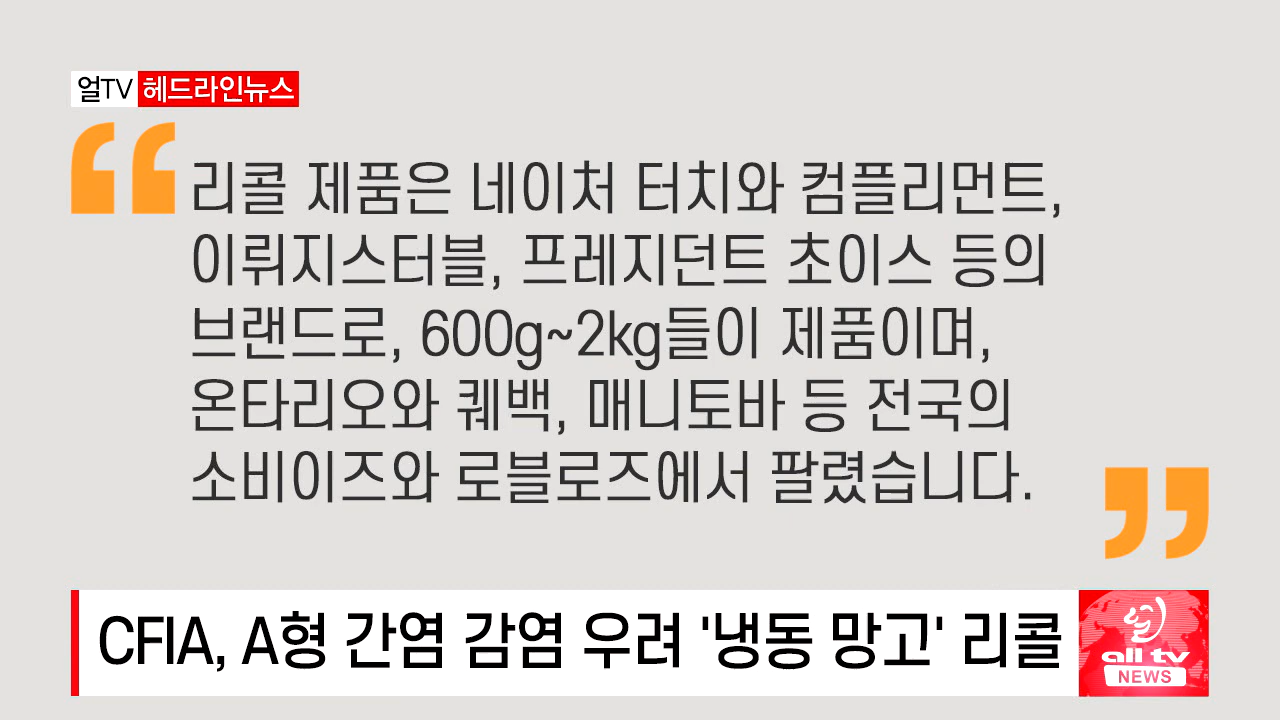 얼TV 헤드라인뉴스
리콜 제품은 네이처 터치와 컴플리먼트,
이뤄지스터블, 프레지던트 초이스 등의
브랜드로, 600g~2kg들이 제품이며,
온타리오와 퀘백, 매니토바 등 전국의
소비이즈와 로블로즈에서 팔렸습니다.
CFIA, A형 간염 감염 우려 '냉동 망고' 리콜
얼
all tv
NEWS